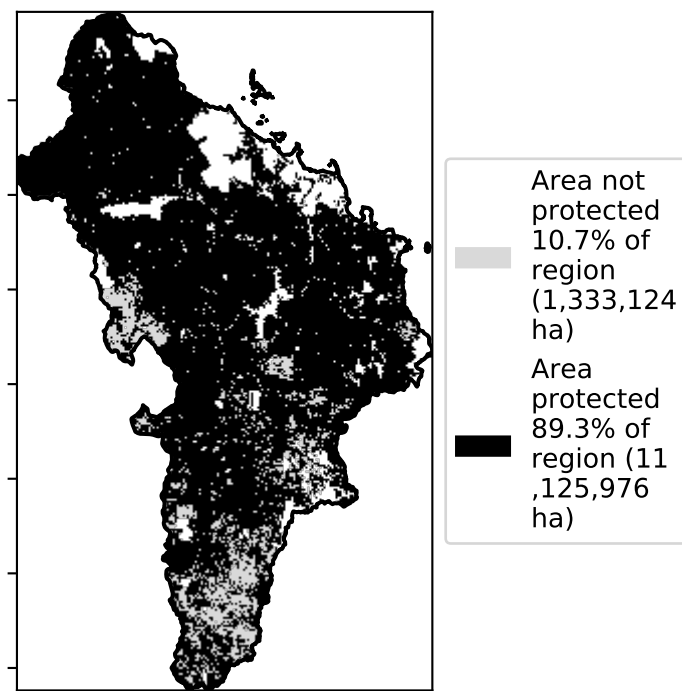 Area not
protected
10.7% of
region
(1,333,124
ha)
Area
protected
89.3% of
region (11
,125,976
ha)